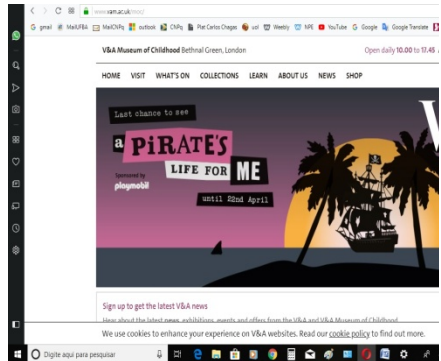 www.vam.ac.uk/moc/
G gmail MailUFBA MailCNPq outlook CNPq Plat Carlos Chagas uol Weekly NPE YouTube G Google Google Translate
V&A Museum of Childhood Bethnal Green, London
Open daily 10.00 to 17.45
HOME VISIT WHAT'S ON COLLECTIONS LEARN ABOUT US NEWS SHOP
Last chance to see
a PiRATE'S
LIFE FOR ME
Sponsored by
playmobil
until 22nd April
Sign up to get the latest V&A news
Hear about the latest news, exhibitions, events and offers from the V&A and V&A Museum of Childhood
We use cookies to enhance your experience on V&A websites. Read our cookie policy to find out more.
Digite aqui para pesquisar